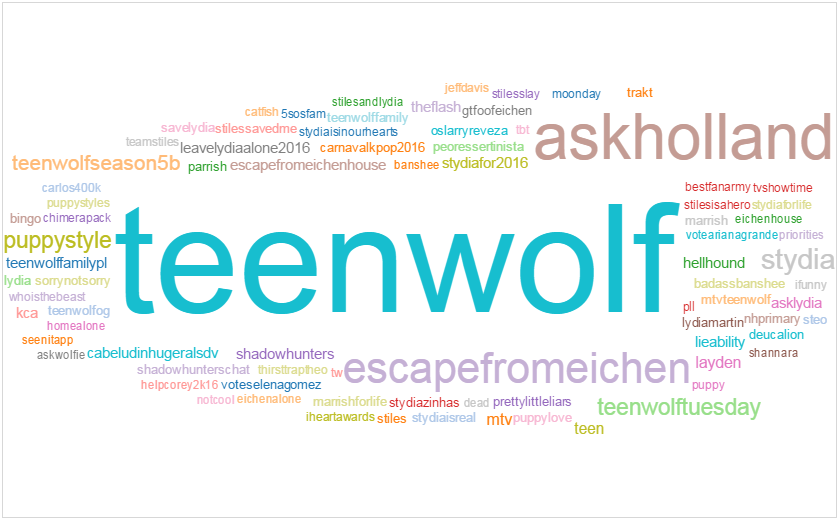 jeffdavis stilesslay moonday trakt
stilesandlydia
catfish 5sosfam theflash gtfoofeichen
teenwolffamily
savelydia stilessavedme stydiaisinourhearts oslarryreveza tbt
teamstiles leavelydiaalone2016 carnavalkpop2016 peoressertinista
askholland
teenwolfseason5b parrish escapefromeichenhouse banshee stydiafor2016
carlos400k bestfanarmy tvshowtime
puppystyles stilesisahero stydiaforlife
bingo chimerapack marrish eichenhouse
puppystyle votearianagrande priorities
teenwolf
teenwolffamilypl hellhound stydia
lydia sorrynotsorry badassbanshee ifunny
whoisthebeast mtvteenwolf asklydia
kca teenwolfog pll
homealone lydiamartin nhprimary steo
seenitapp lieability deucalion
askwolfie cabeludinhugeralsdv shadowhunters shannara
escapefromeichen layden
shadowhunterschat thirsttraptheo tw
helpcorey2k16 voteselenagomez puppy
notcool eichenalone marrishforlife stydiazinhas dead prettylittleliars teenwolftuesday
iheartawards stiles stydiaisreal mtv puppylove
teen